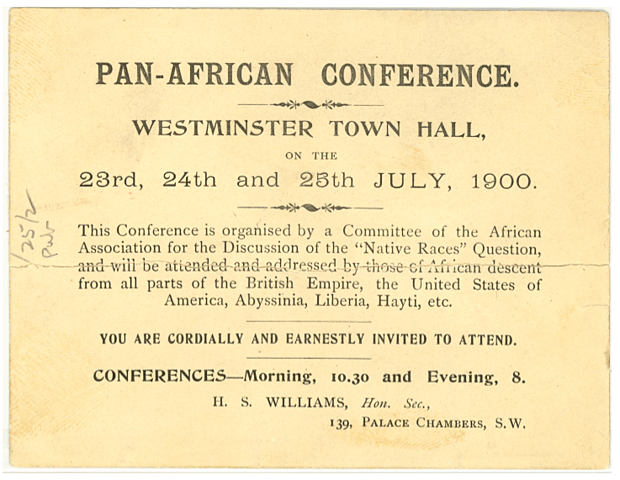 PAN-AFRICAN CONFERENCE.
WESTMINSTER TOWN HALL,
ON THE
23rd, 24th and 25th JULY, 1900.
This Conference is organised by a Committee of the African
Association for the Discussion of the "Native Races" Question,
and will be attended and addressed by those of African descent
from all parts of the British Empire, the United States of
America, Abyssinia, Liberia, Hayti, etc.
YOU ARE CORDIALLY AND EARNESTLY INVITED TO ATTEND.
CONFERENCES—Morning, 10.30 and Evening, 8.
H. S. WILLIAMS, Hon. Sec.,
139, PALACE CHAMBERS, S.W.